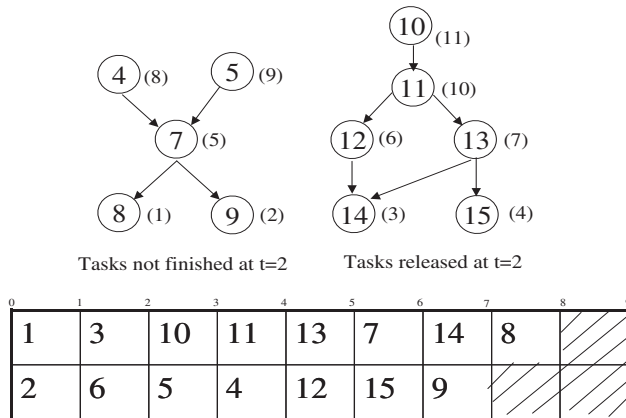 10 (11)
4 (8) 5 (9) 11 (10)
7 (5) 12 (6) 13 (7)
8 (1) 9 (2) 14 (3) 15 (4)
Tasks not finished at t=2 Tasks released at t=2
0 1 2 3 4 5 6 7 8
1 3 10 11 13 7 14 8
2 6 5 4 12 15 9